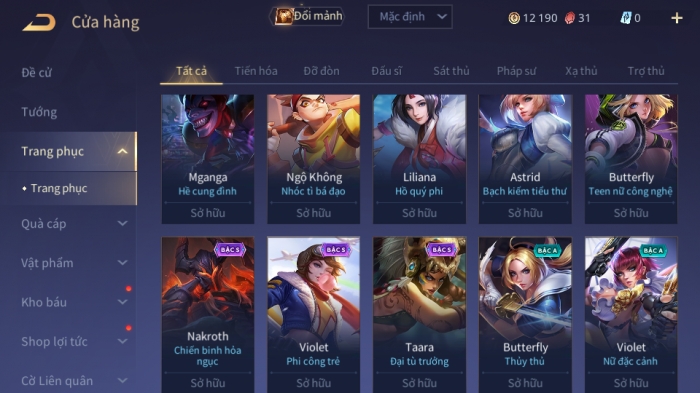 Cửa hàng
Đổi mảnh
Mặc định
12 190
31
0
Đề cử
Tướng
Trang phục
Trang phục
Quà cáp
Vật phẩm
Kho báu
Shop lợi tức
Cờ Liên quân
Tất cả Tiến hóa Đỡ đòn Đấu sĩ Sát thủ Pháp sư Xạ thủ Trợ thủ
Mganga
Hề cung đình
Sở hữu
Ngộ Không
Nhóc tì bá đạo
Sở hữu
Liliana
Hồ quý phi
Sở hữu
Astrid
Bạch kiếm tiểu thư
Sở hữu
Butterfly
Teen nữ công nghệ
Sở hữu
BẬC S
Nakroth
Chiến binh hỏa
ngục
Sở hữu
BẬC S
Violet
Phi công trẻ
Sở hữu
BẬC S
Taara
Đại tù trưởng
Sở hữu
BẬC A
Butterfly
Thủy thủ
Sở hữu
BẬC A
Violet
Nữ đặc cảnh
Sở hữu